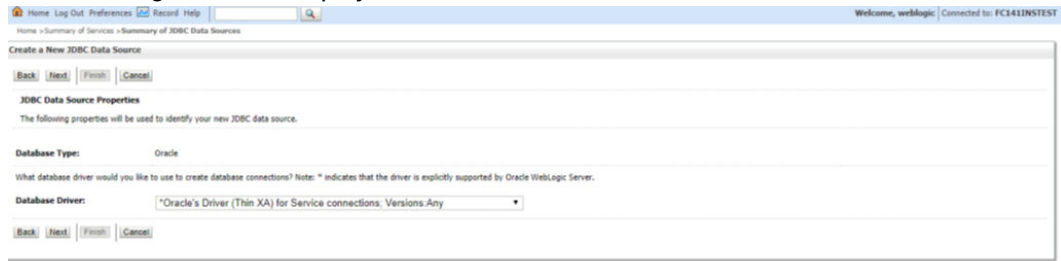 Home Log Out Preferences Record Help
Welcome, weblogic Connected to: FC141INSTEST
Home >Summary of Services >Summary of JDBC Data Sources
Create a New JDBC Data Source
Back Next Finish Cancel
JDBC Data Source Properties
The following properties will be used to identify your new JDBC data source.
Database Type: Oracle
What database driver would you like to use to create database connections? Note: * indicates that the driver is explicitly supported by Oracle WebLogic Server.
Database Driver: *Oracle's Driver (Thin XA) for Service connections; Versions:Any
Back Next Finish Cancel